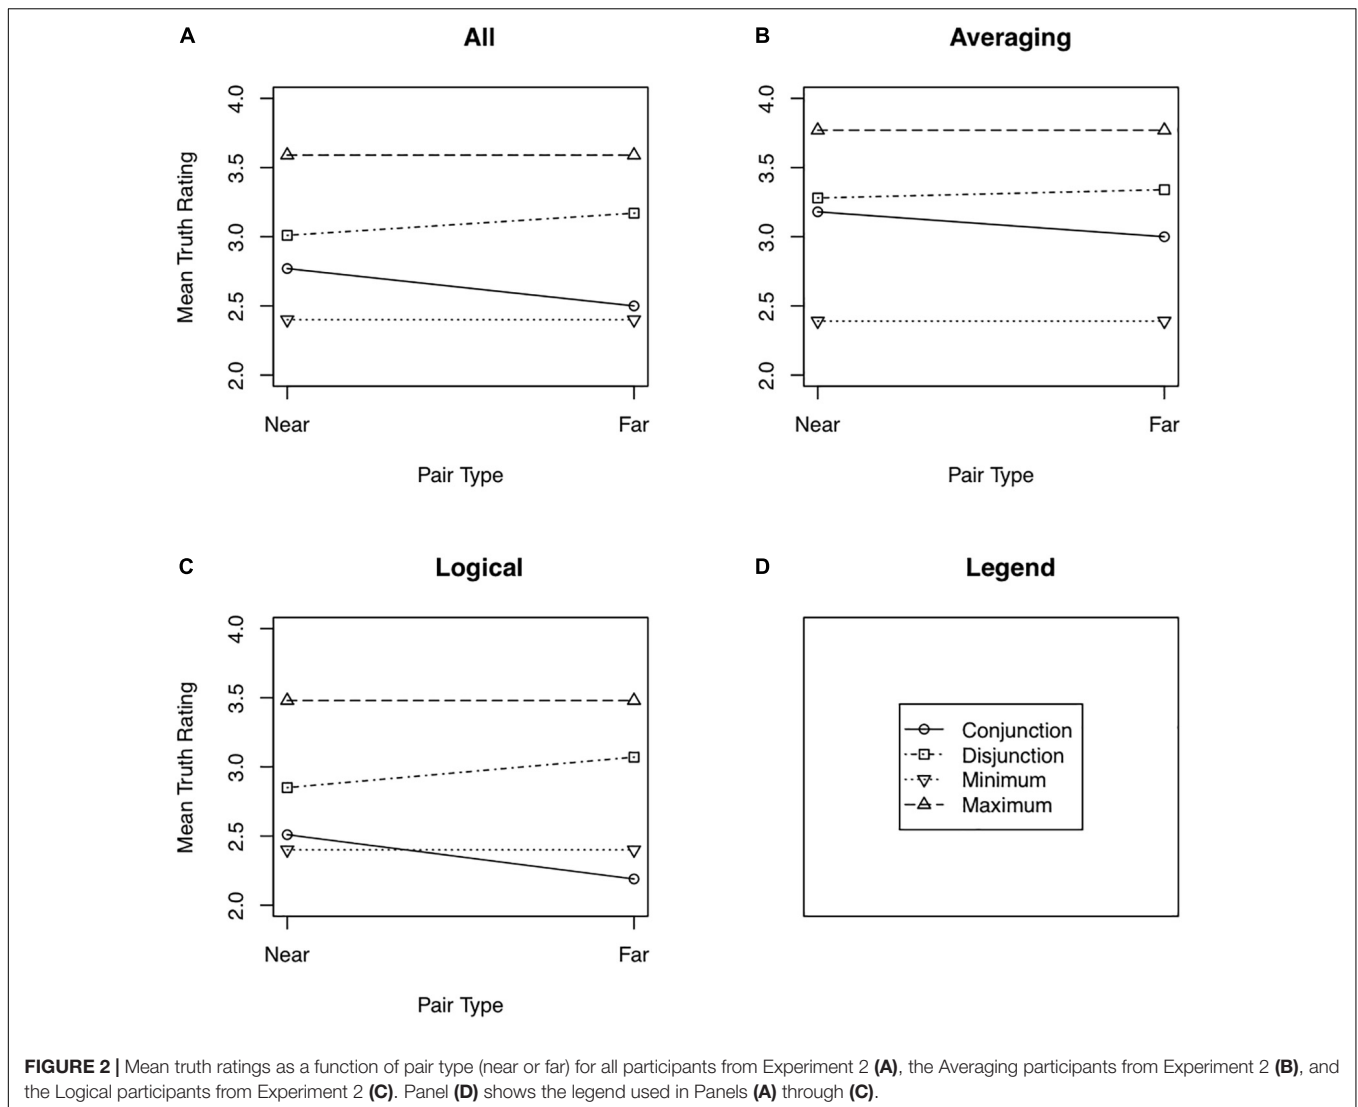 A
All
4.0
3.5
3.0
2.5
2.0
Mean Truth Rating
Near
Far
Pair Type
B
Averaging
4.0
3.5
3.0
2.5
2.0
Mean Truth Rating
Near
Far
Pair Type
C
Logical
4.0
3.5
3.0
2.5
2.0
Mean Truth Rating
Near
Far
Pair Type
D
Legend
Conjunction
Disjunction
Minimum
Maximum
FIGURE 2 | Mean truth ratings as a function of pair type (near or far) for all participants from Experiment 2 (A), the Averaging participants from Experiment 2 (B), and
the Logical participants from Experiment 2 (C). Panel (D) shows the legend used in Panels (A) through (C).